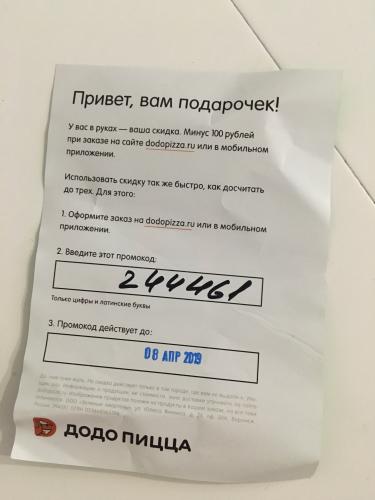 Привет, вам подарочек!
У вас в руках — ваша скидка. Минус 100 рублей
при заказе на сайте dodopizza.ru или в мобильном
приложении.
Использовать скидку так же быстро, как досчитать
до трех. Для этого:
1. Оформите заказ на dodopizza.ru или в мобильном
приложении.
2. Введите этот промокод:
244461
Только цифры и латинские буквы
3. Промокод действует до:
08 АПР 2019
ДОДО ПИЦЦА